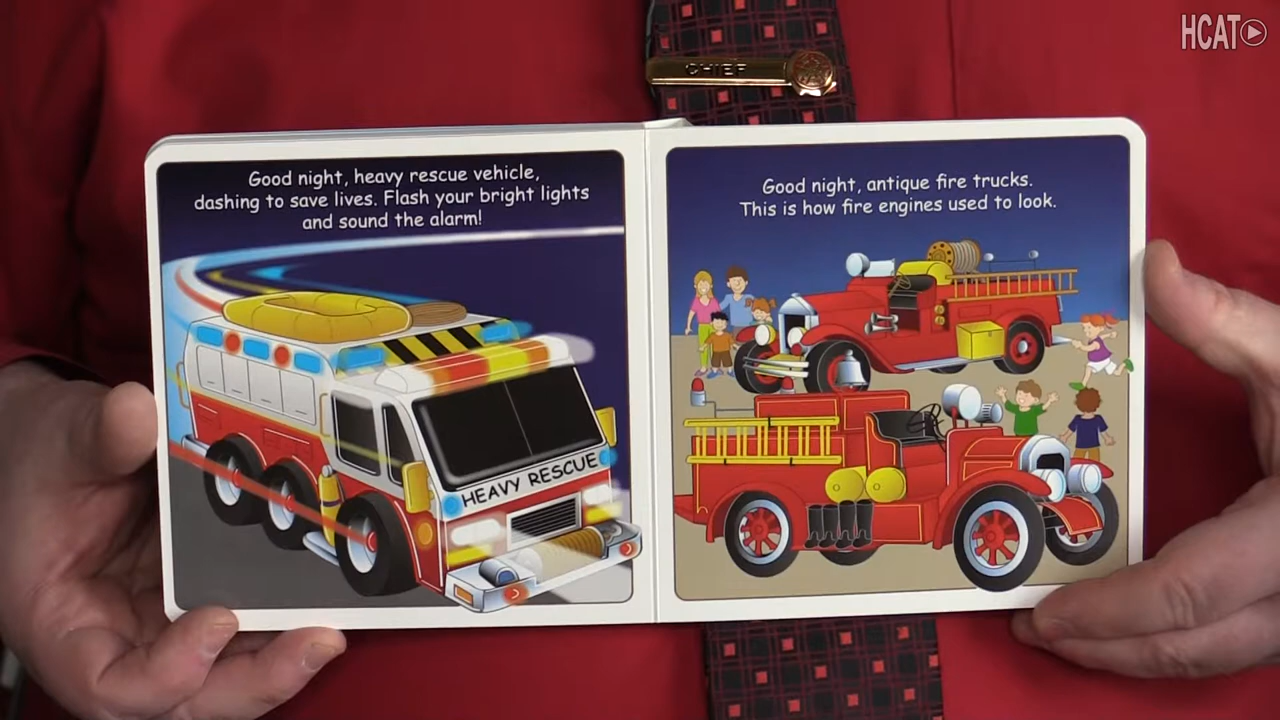 HCAT
CHIEF
Good night, heavy rescue vehicle,
dashing to save lives. Flash your bright lights
and sound the alarm!
HEAVY RESCUE
Good night, antique fire trucks.
This is how fire engines used to look.